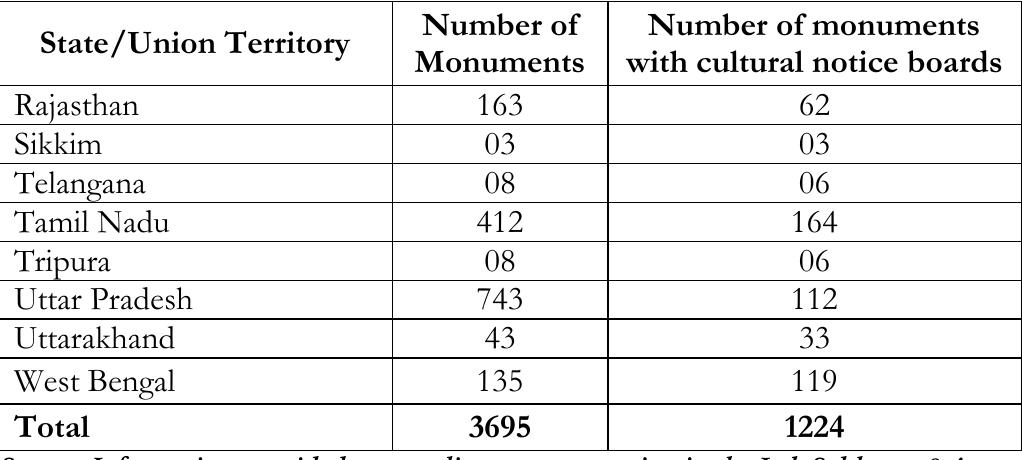 State/Union Territory Number of Monuments Number of monuments with cultural notice boards
Rajasthan 163 62
Sikkim 03 03
Telangana 08 06
Tamil Nadu 412 164
Tripura 08 06
Uttar Pradesh 743 112
Uttarakhand 43 33
West Bengal 135 119
Total 3695 1224